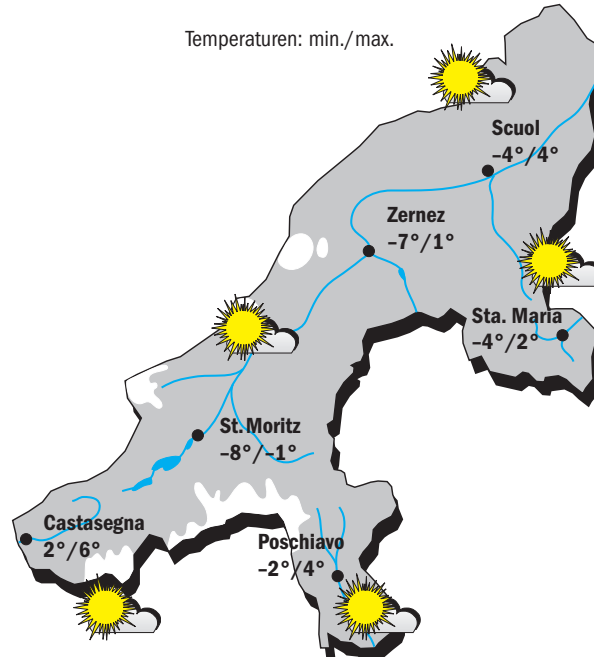 Temperaturen: min./max.
Scuol
–4°/4°
Zernez
–7°/1°
Sta. Maria
–4°/2°
St. Moritz
–8°/–1°
Castasegna
2°/6°
Poschiavo
–2°/4°